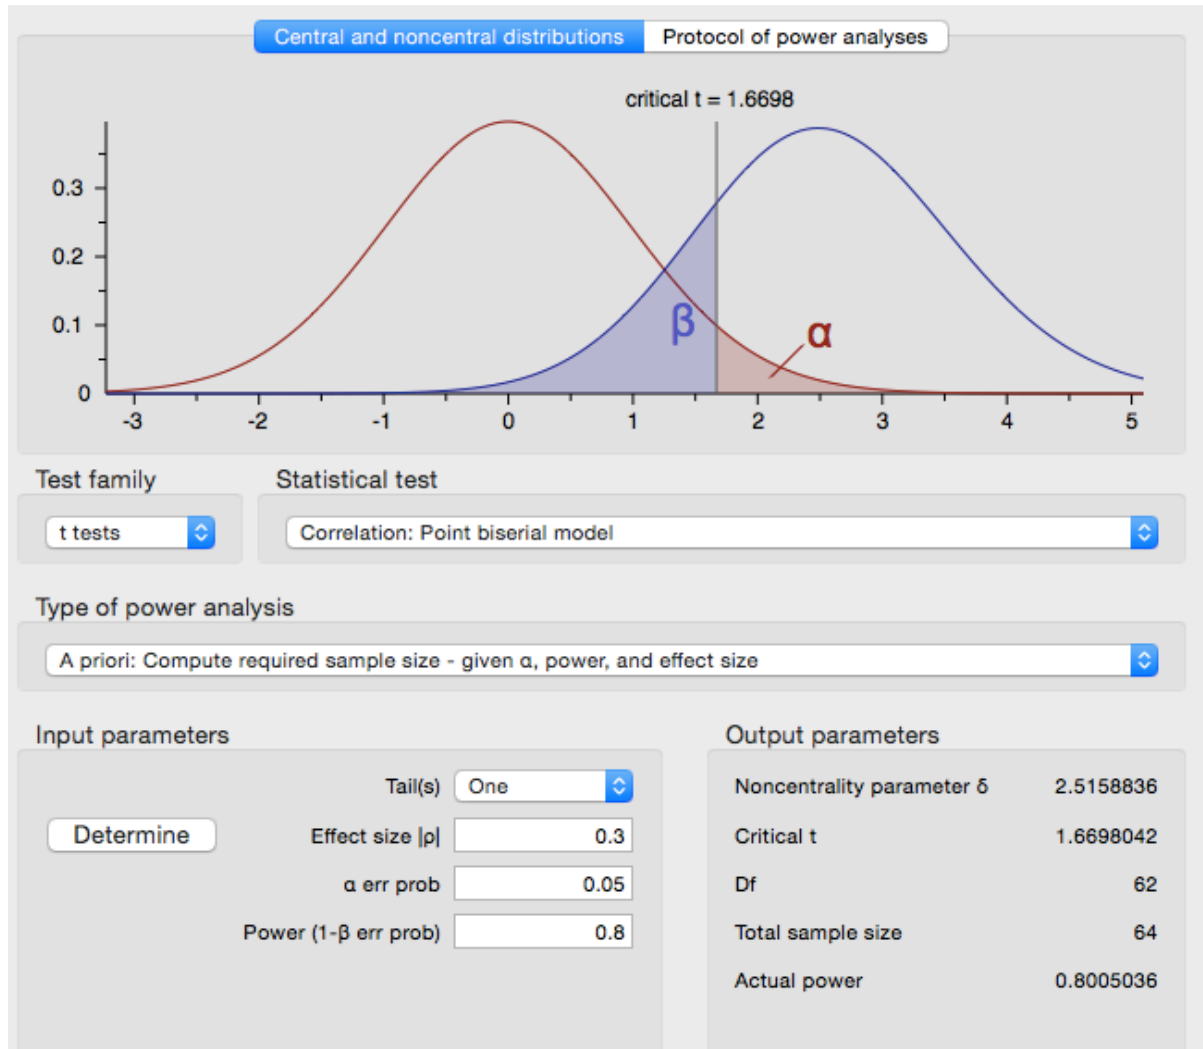 Central and noncentral distributions Protocol of power analyses
critical t = 1.6698
0.3
0.2
0.1
0
β
α
-3 -2 -1 0 1 2 3 4 5
Test family Statistical test
t tests Correlation: Point biserial model
Type of power analysis
A priori: Compute required sample size - given α, power, and effect size
Input parameters Output parameters
Tail(s) One Noncentrality parameter δ 2.5158836
Determine Effect size |ρ| 0.3 Critical t 1.6698042
α err prob 0.05 Df 62
Power (1-β err prob) 0.8 Total sample size 64
Actual power 0.8005036